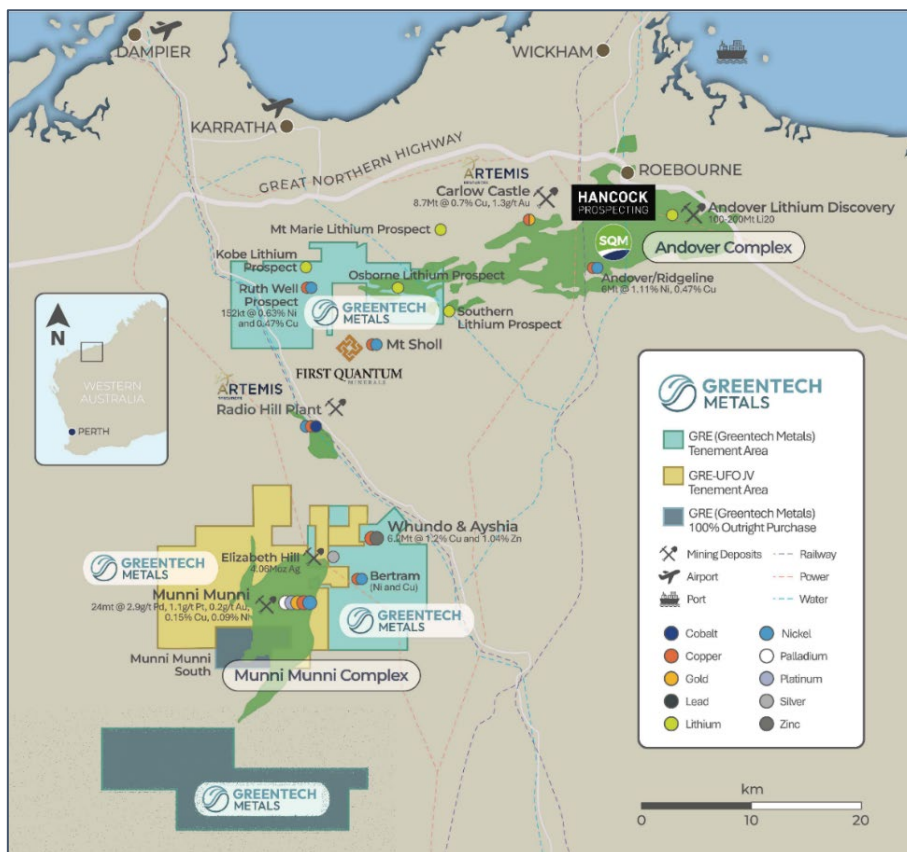 DAMPIER
WICKHAM
KARRATHA
GREAT NORTHERN HIGHWAY
ROEBOURNE
ARTEMIS
RESOURCES
Carlow Castle
8.7Mt @ 0.7% Cu, 1.3g/t Au
HANCOCK
PROSPECTING
Andover Lithium Discovery
100-200Mt Li20
Mt Marie Lithium Prospect
SQM
Andover Complex
Kobe Lithium
Prospect
Osborne Lithium Prospect
Andover/Ridgeline
6Mt @ 1.11% Ni, 0.47% Cu
Ruth Well
Prospect
152kt @ 0.63% Ni
and 0.47% Cu
GREENTECH
METALS
Southern
Lithium Prospect
N
WESTERN
AUSTRALIA
PERTH
Mt Sholl
FIRST QUANTUM
MINERALS
ARTEMIS
RESOURCES
Radio Hill Plant
GREENTECH
METALS
GRE (Greentech Metals)
Tenement Area
GRE-UFO JV
Tenement Area
GRE (Greentech Metals)
100% Outright Purchase
Mining Deposits
Railway
Airport
Power
Port
Water
Cobalt
Nickel
Copper
Palladium
Gold
Platinum
Lead
Silver
Lithium
Zinc
Whundo & Ayshia
6.2Mt @ 1.2% Cu and 1.04% Zn
Elizabeth Hill
4.06Moz Ag
GREENTECH
METALS
Bertram
(Ni and Cu)
Munni Munni
24mt @ 2.9g/t Pd, 1.1g/t Pt, 0.2g/t Au,
0.15% Cu, 0.09% Ni
GREENTECH
METALS
Munni Munni
South
Munni Munni Complex
GREENTECH
METALS
km
0
10
20